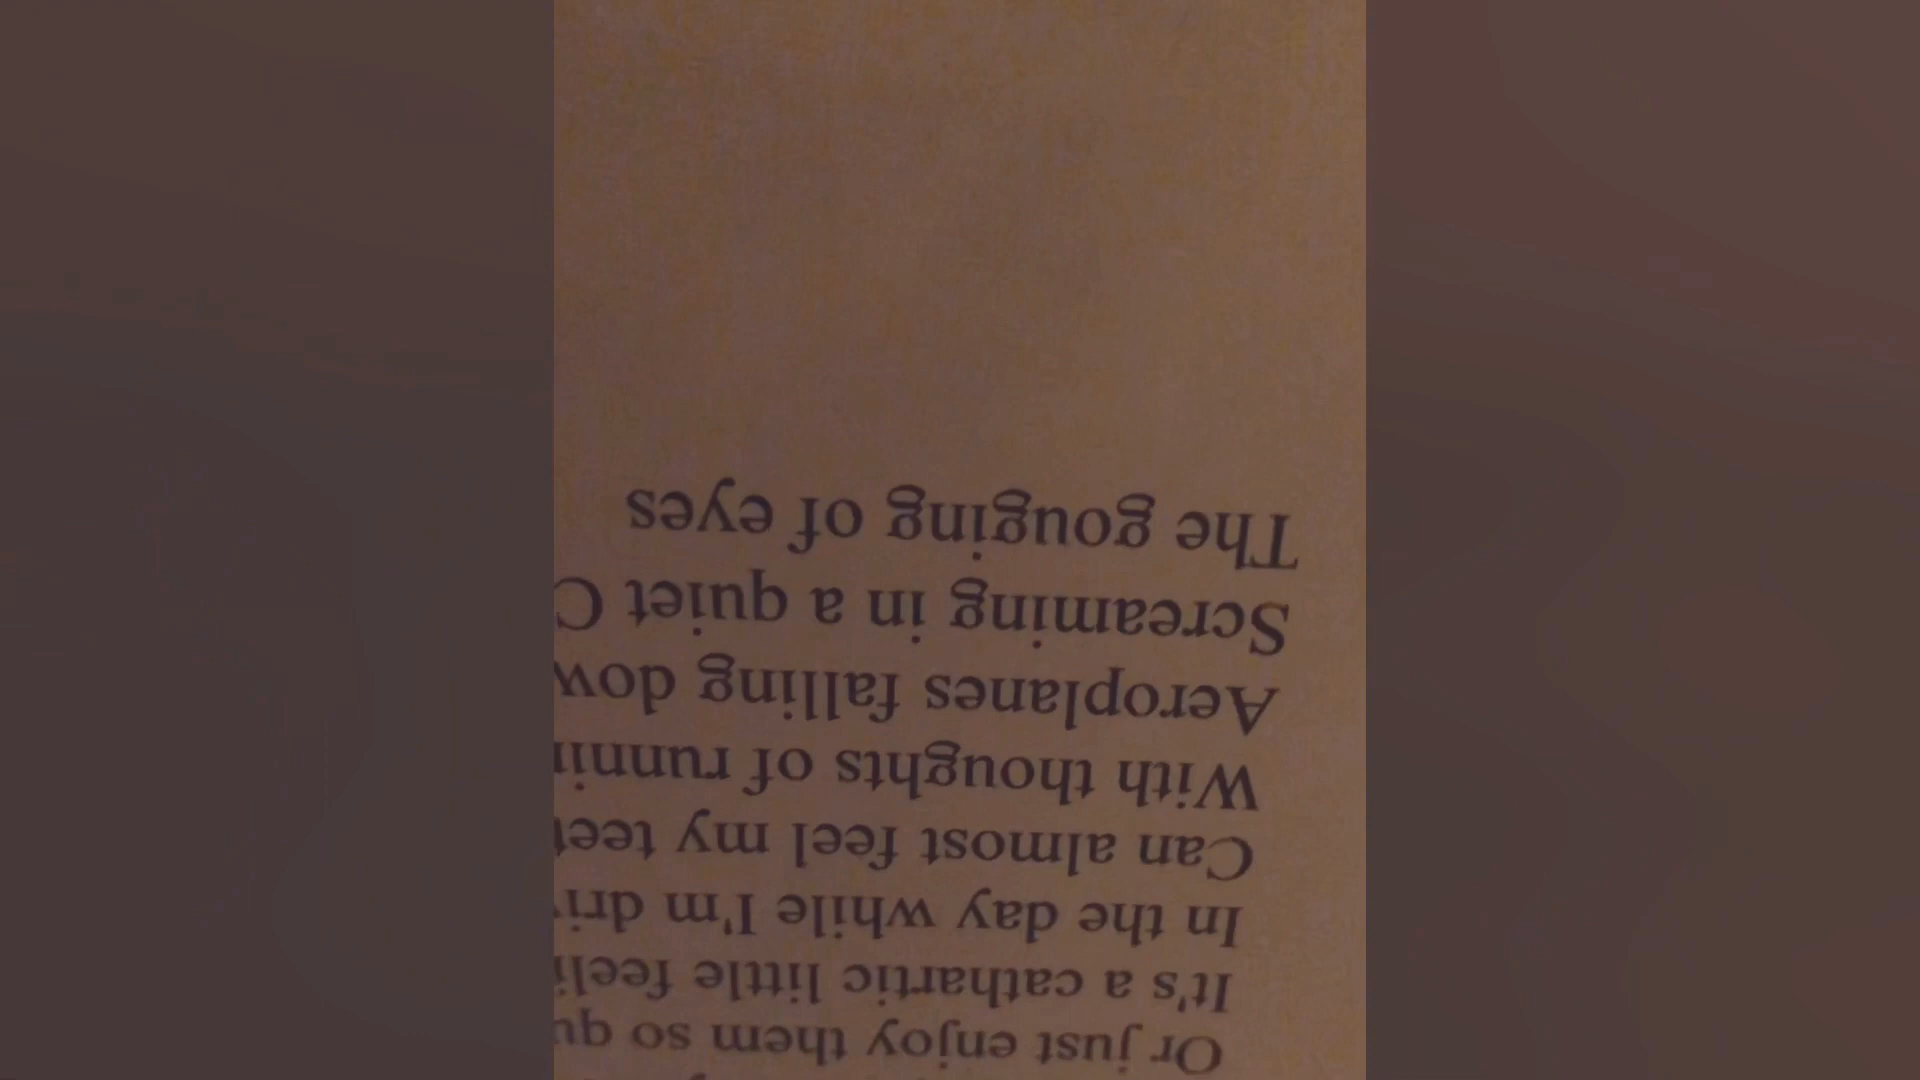 Or just enjoy them so
It's a cathartic little
In the day while I'm
Can almost feel my
With thoughts of
Aeroplanes falling
Screaming in a quiet
The gouging of eyes